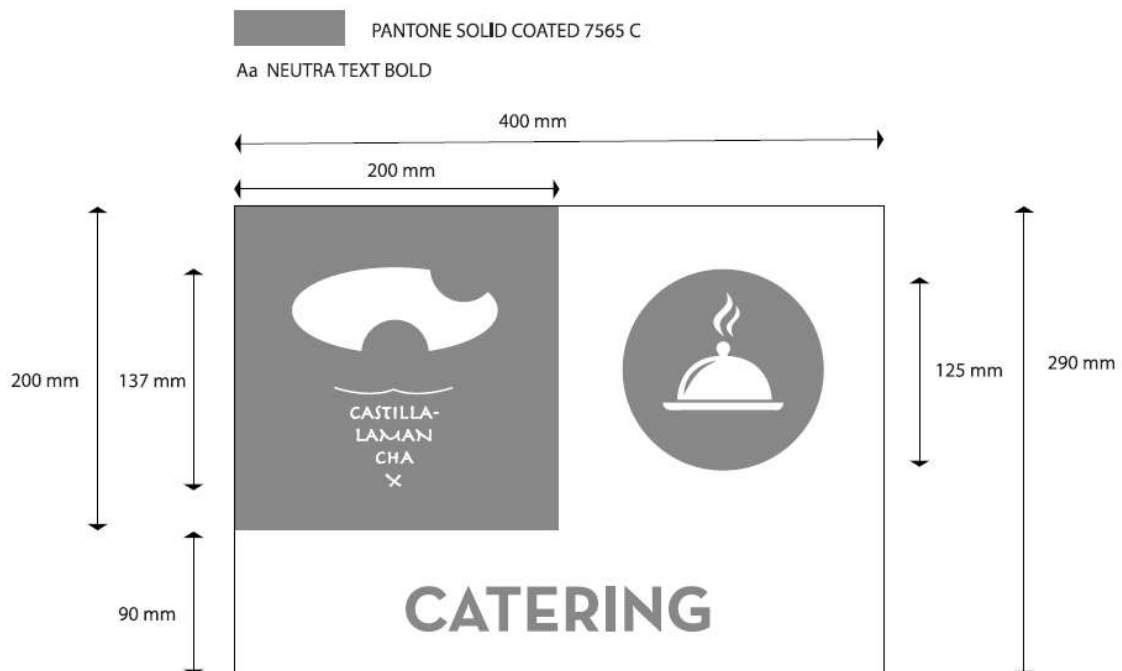 PANTONE SOLID COATED 7565 C
Aa NEUTRA TEXT BOLD
400 mm
200 mm
200 mm
137 mm
CASTILLA-
LAMAN
CHA
X
125 mm
290 mm
90 mm
CATERING